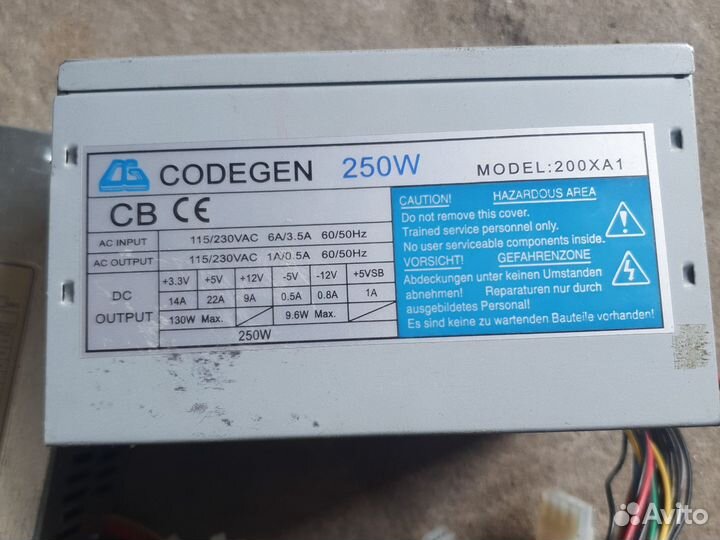 CG CODEGEN 250W MODEL:200XA1
CB CE
AC INPUT 115/230VAC 6A/3.5A 60/50Hz
AC OUTPUT 115/230VAC 1A/0.5A 60/50Hz
DC OUTPUT
+3.3V +5V +12V -5V -12V +5VSB
14A 22A 9A 0.5A 0.8A 1A
130W Max. 9.6W Max.
250W
CAUTION! HAZARDOUS AREA
Do not remove this cover.
Trained service personnel only.
No user serviceable components inside.
VORSICHT! GEFAHRENZONE
Abdeckungen unter keinen Umständen
abnehmen! Reparaturen nur durch
ausgebildetes Personal!
Es sind keine zu wartenden Bauteile vorhanden!
Avito